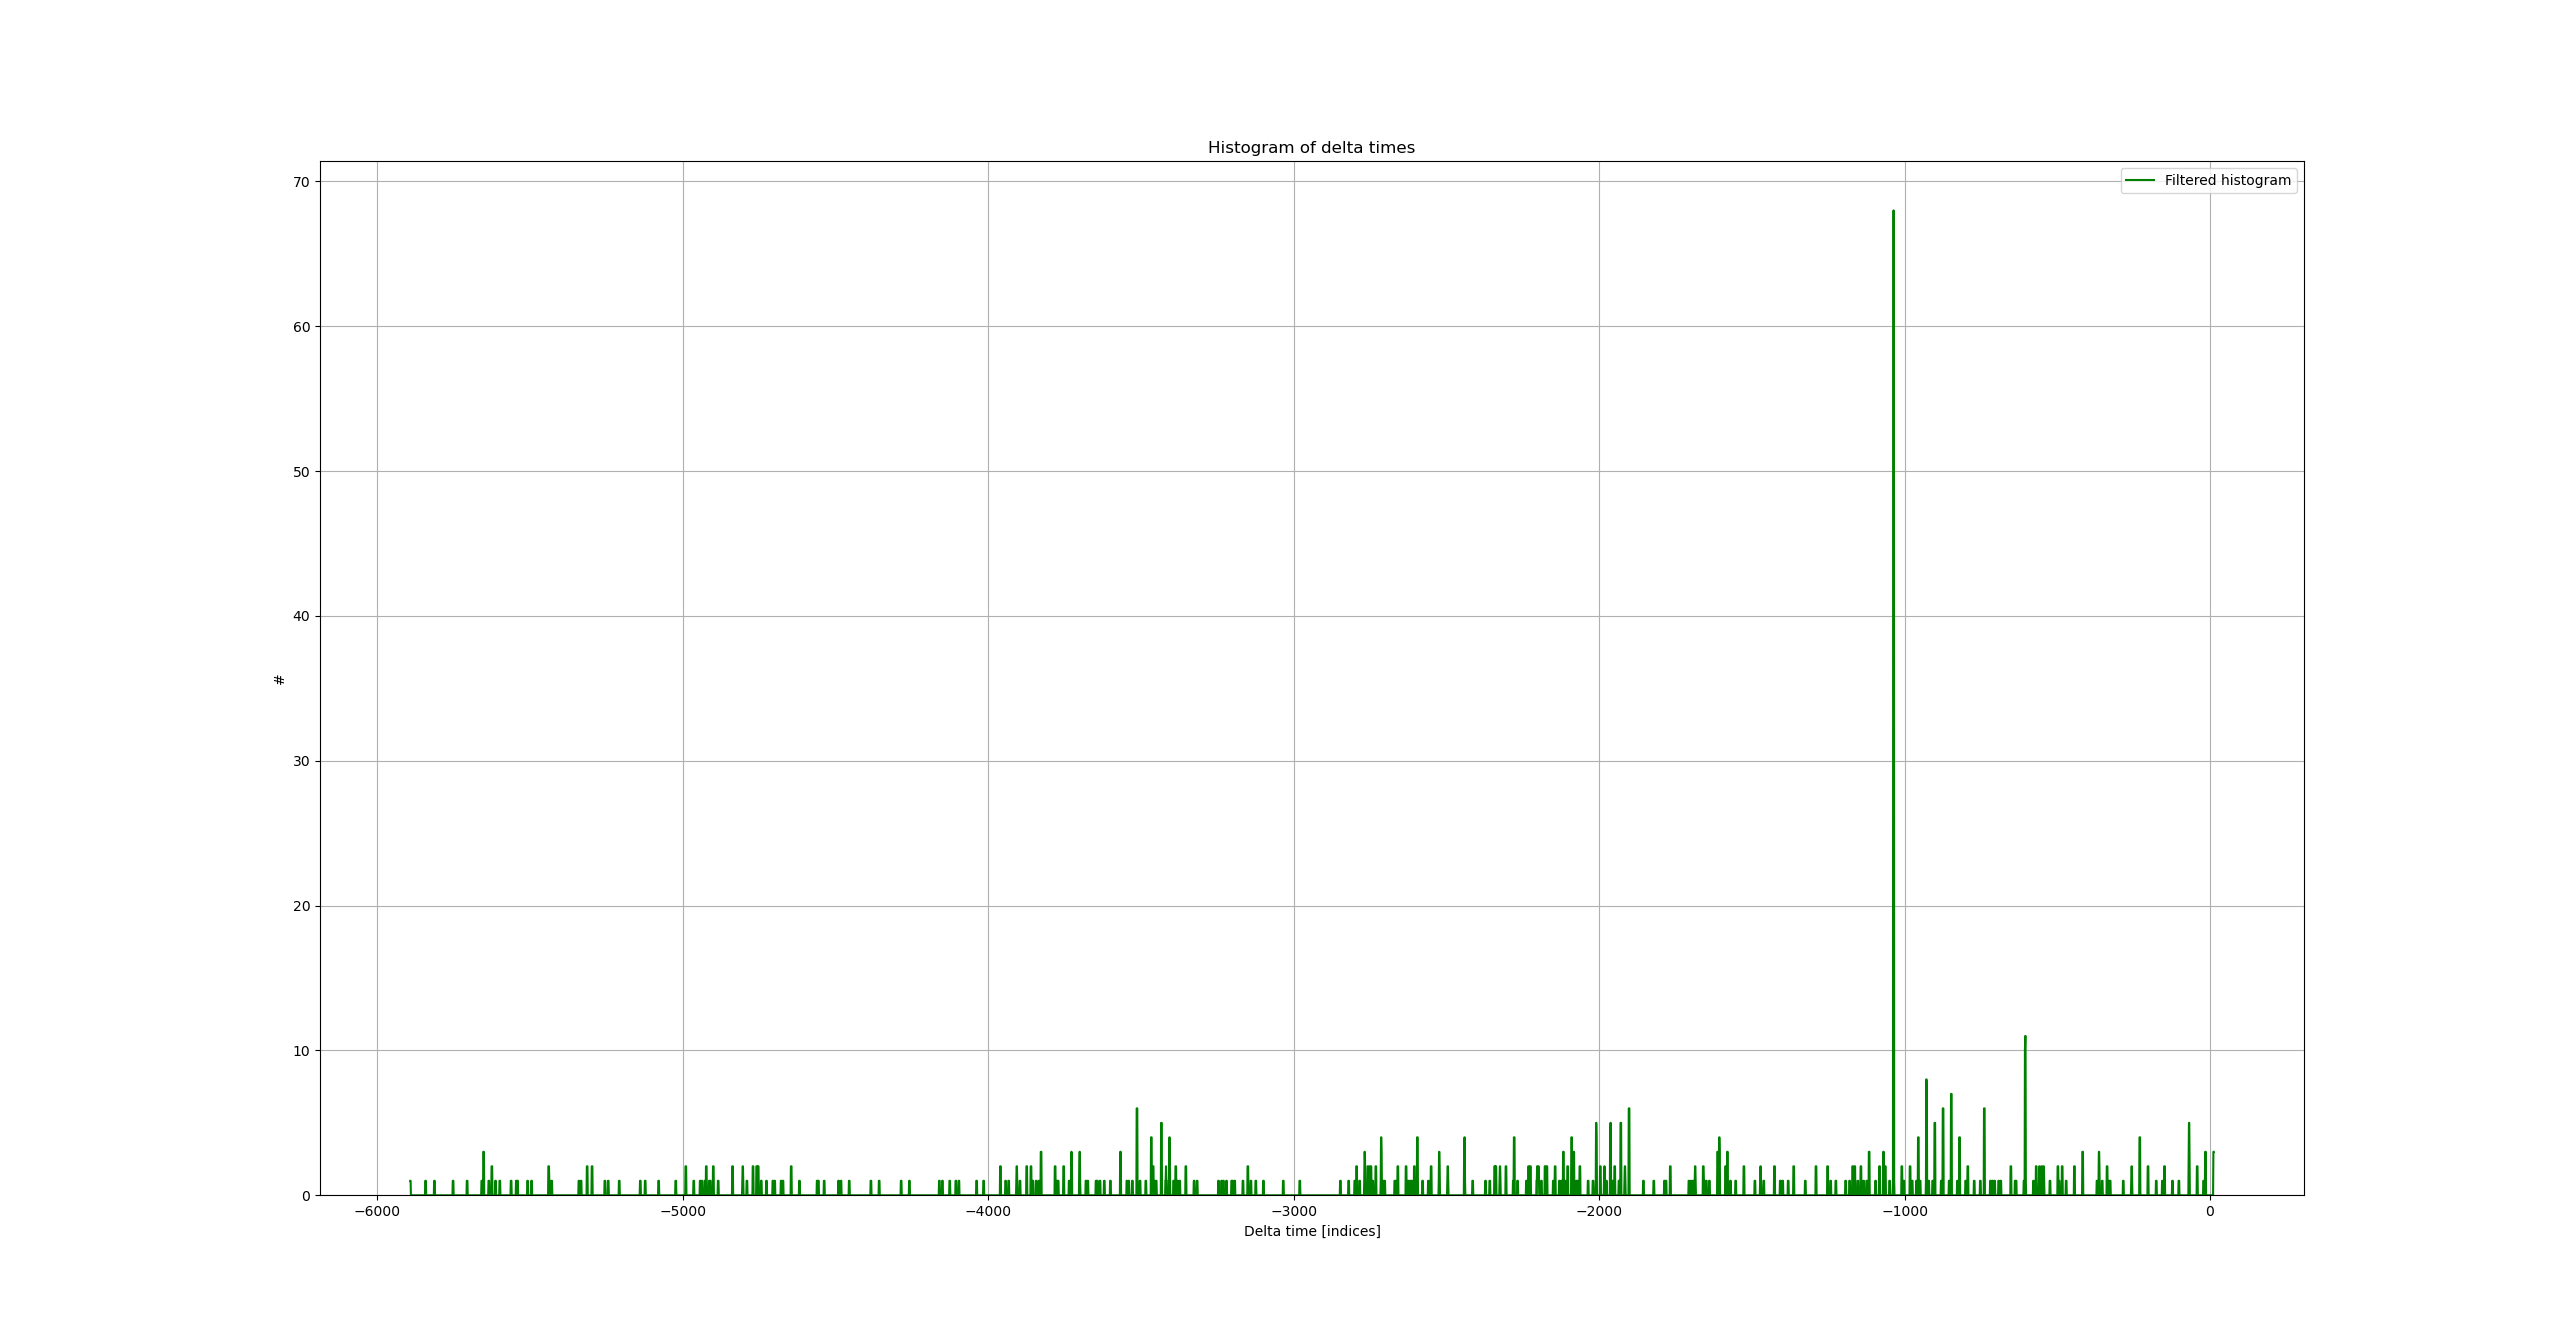 Histogram of delta times
Filtered histogram
70
60
50
40
30
20
10
0
#
−6000 −5000 −4000 −3000 −2000 −1000 0
Delta time [indices]